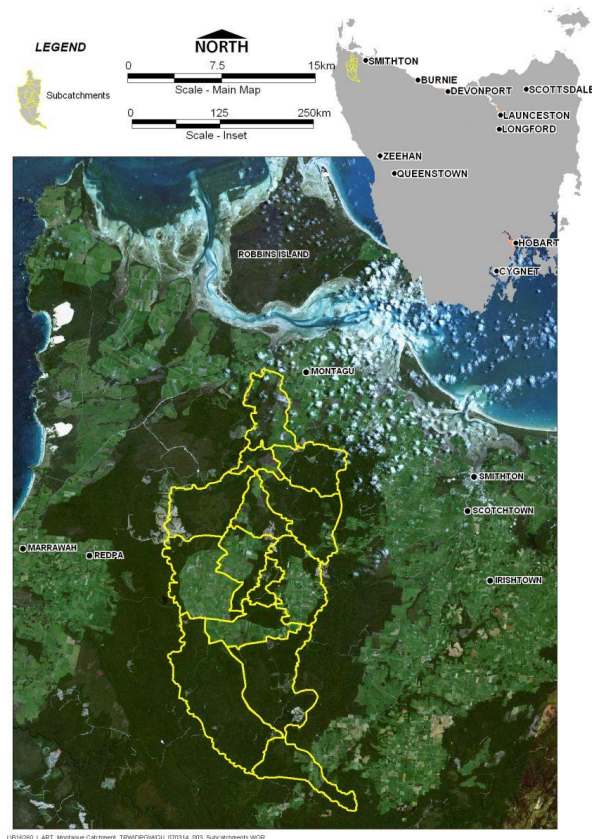 LEGEND
Subcatchments
NORTH
0 7.5 15km
Scale - Main Map
0 125 250km
Scale - Inset
SMITHTON
BURNIE
DEVONPORT
SCOTTSDALE
LAUNCESTON
LONGFORD
ZEEHAN
QUEENSTOWN
HOBART
CYGNET
ROBBINS ISLAND
MONTAGU
SMITHTON
SCOTCHTOWN
MARRAWAH
REDPA
IRISHTOWN